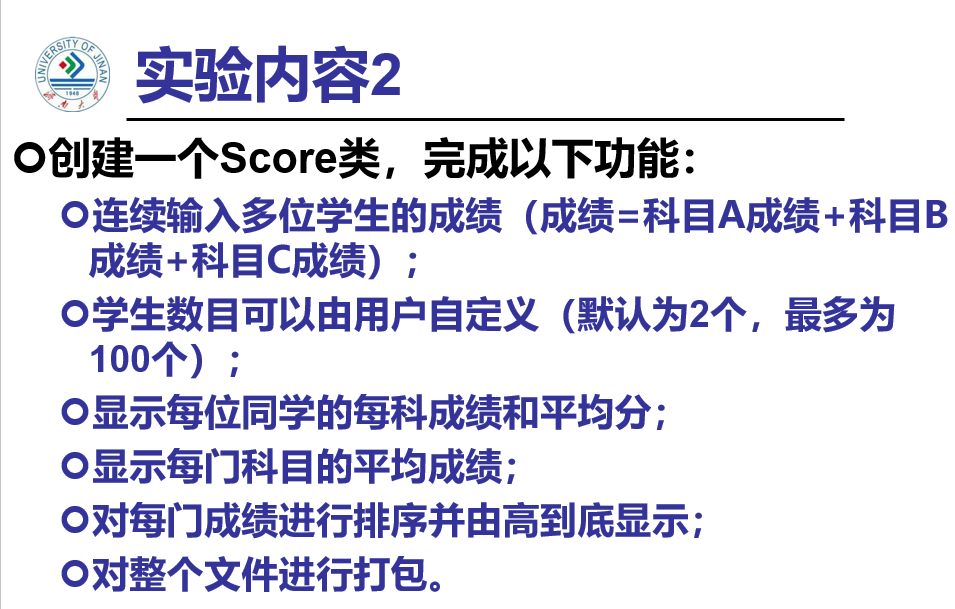 UNIVERSITY OF JINAN
1948
济南大学
实验内容2
创建一个Score类，完成以下功能：
连续输入多位学生的成绩（成绩=科目A成绩+科目B
成绩+科目C成绩）；
学生数目可以由用户自定义（默认为2个，最多为
100个）；
显示每位同学的每科成绩和平均分；
显示每门科目的平均成绩；
对每门成绩进行排序并由高到底显示；
对整个文件进行打包。